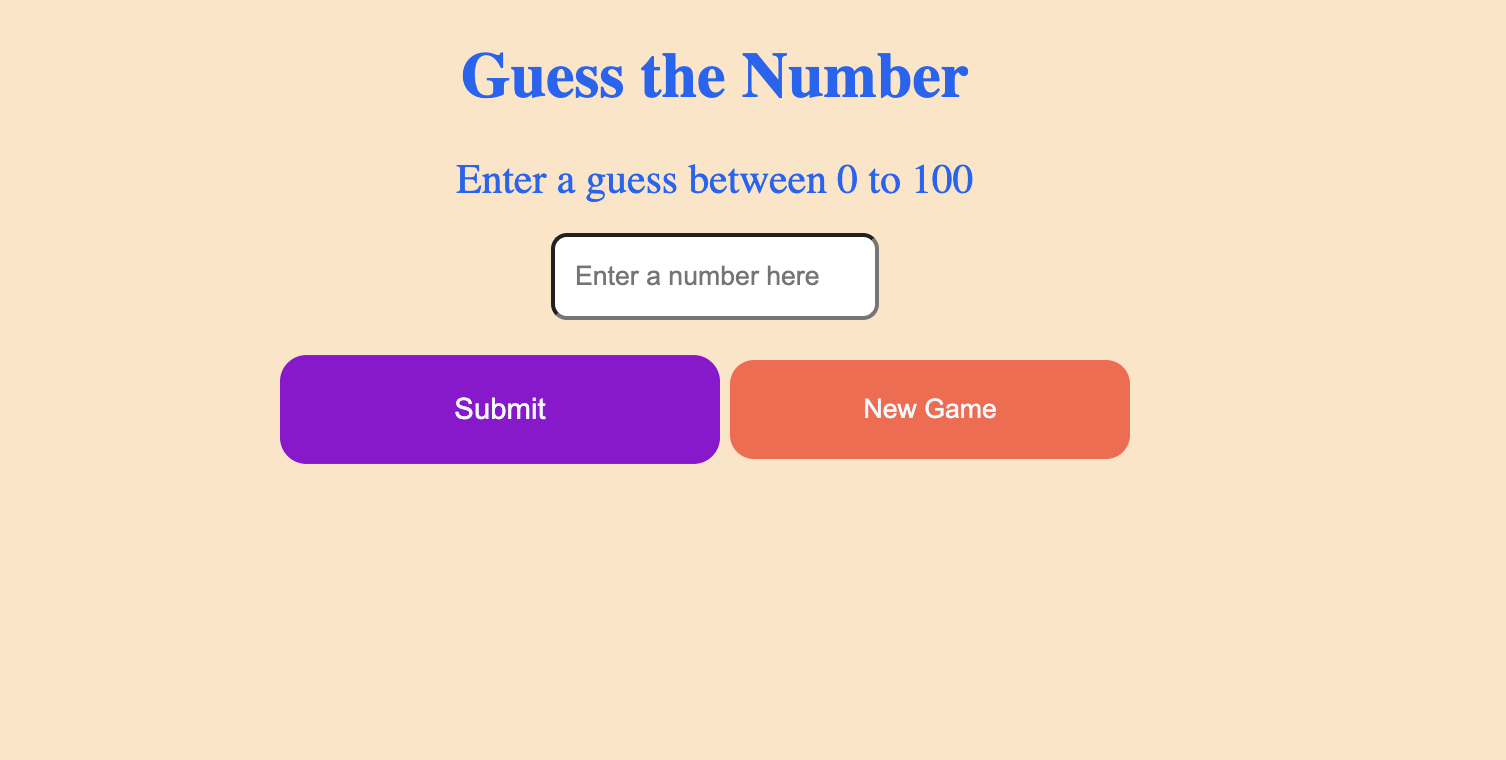 Guess the Number
Enter a guess between 0 to 100
Enter a number here
Submit
New Game